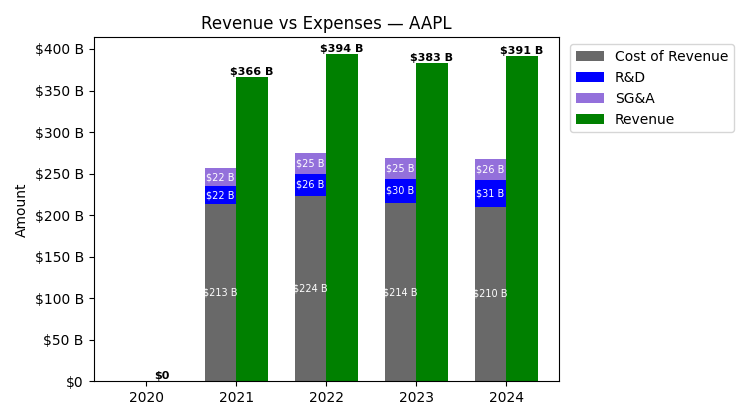 Revenue vs Expenses — AAPL
Amount
$400 B
$350 B
$300 B
$250 B
$200 B
$150 B
$100 B
$50 B
$0
$0
$366 B
$394 B
$383 B
$391 B
$22 B
$25 B
$25 B
$26 B
$22 B
$26 B
$30 B
$31 B
$213 B
$224 B
$214 B
$210 B
2020
2021
2022
2023
2024
Cost of Revenue
R&D
SG&A
Revenue